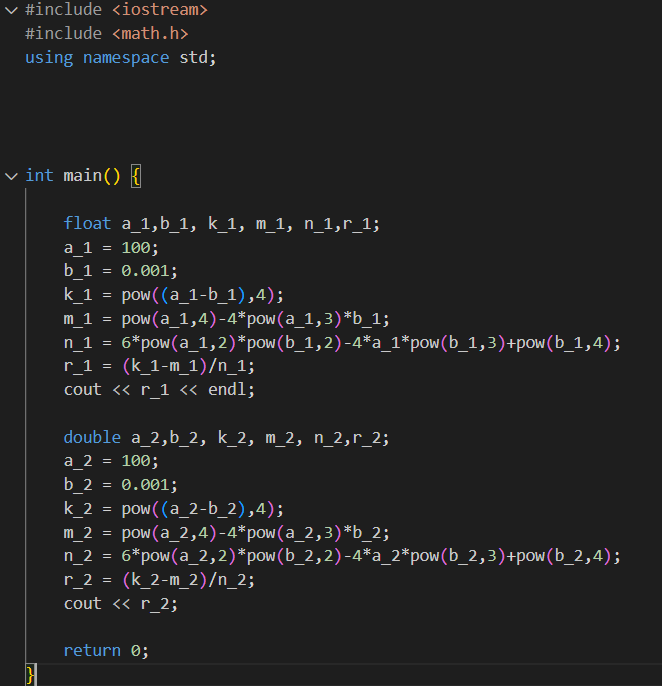 #include <iostream>
#include <math.h>
using namespace std;
int main() {
float a_1,b_1, k_1, m_1, n_1,r_1;
a_1 = 100;
b_1 = 0.001;
k_1 = pow((a_1-b_1),4);
m_1 = pow(a_1,4)-4*pow(a_1,3)*b_1;
n_1 = 6*pow(a_1,2)*pow(b_1,2)-4*a_1*pow(b_1,3)+pow(b_1,4);
r_1 = (k_1-m_1)/n_1;
cout << r_1 << endl;
double a_2,b_2, k_2, m_2, n_2,r_2;
a_2 = 100;
b_2 = 0.001;
k_2 = pow((a_2-b_2),4);
m_2 = pow(a_2,4)-4*pow(a_2,3)*b_2;
n_2 = 6*pow(a_2,2)*pow(b_2,2)-4*a_2*pow(b_2,3)+pow(b_2,4);
r_2 = (k_2-m_2)/n_2;
cout << r_2;
return 0;
}